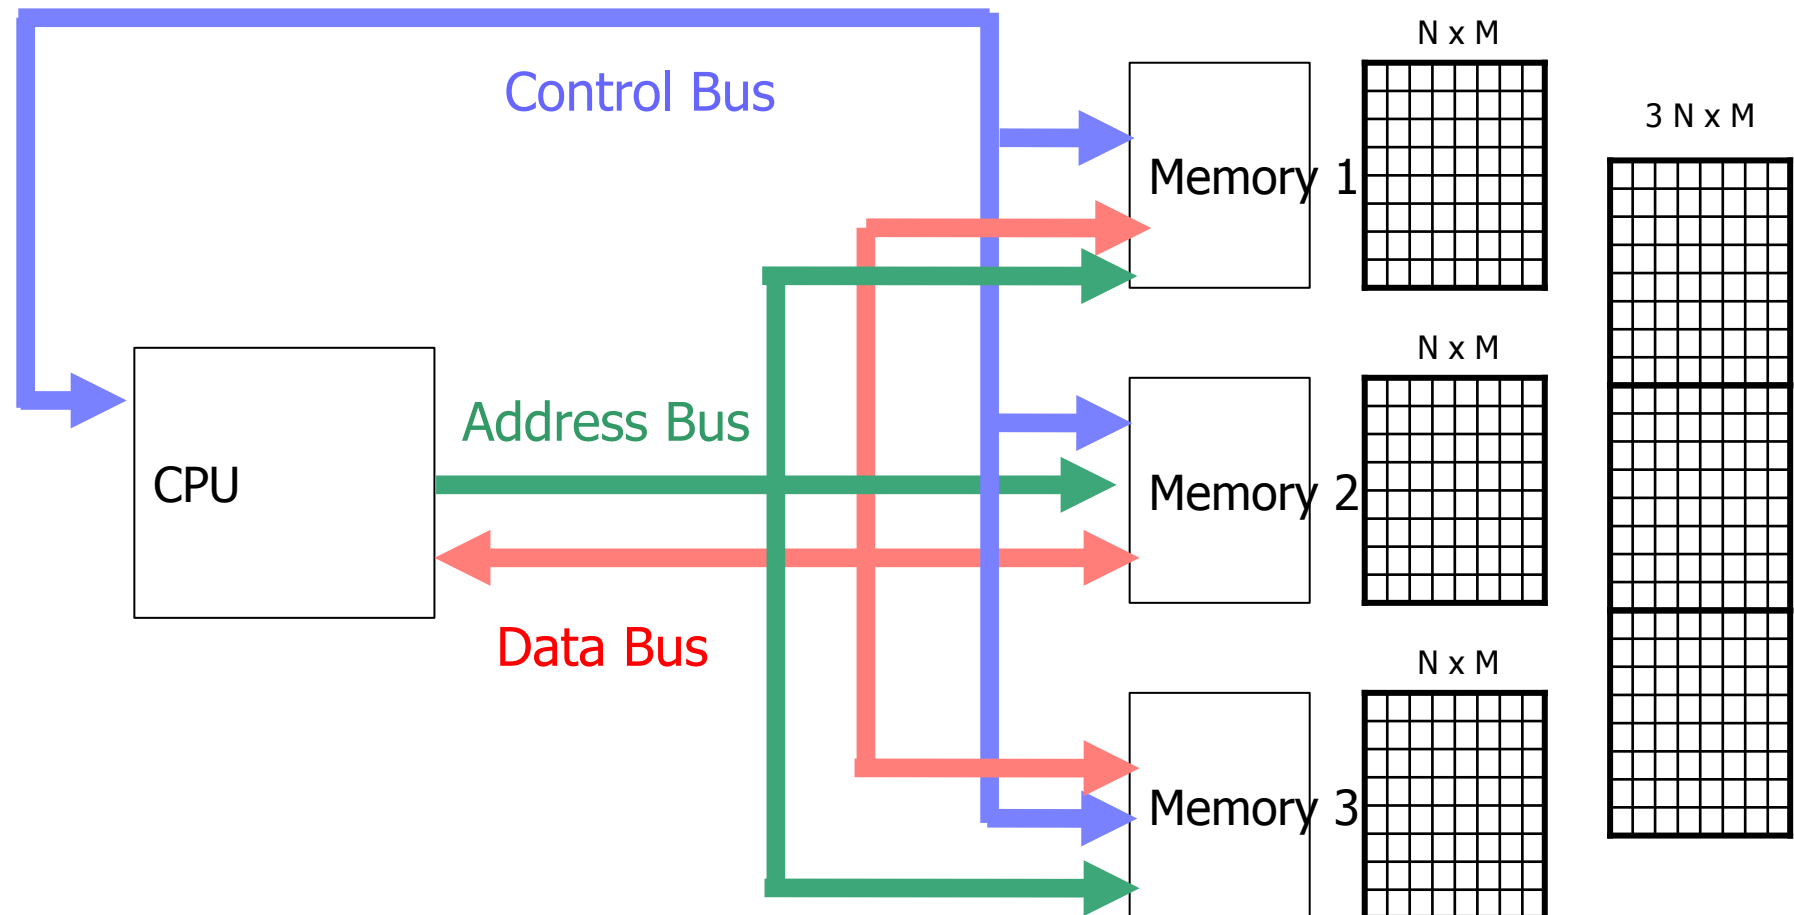 N x M
Control Bus
3 N x M
Memory 1
N x M
Address Bus
CPU
Memory 2
Data Bus
N x M
Memory 3